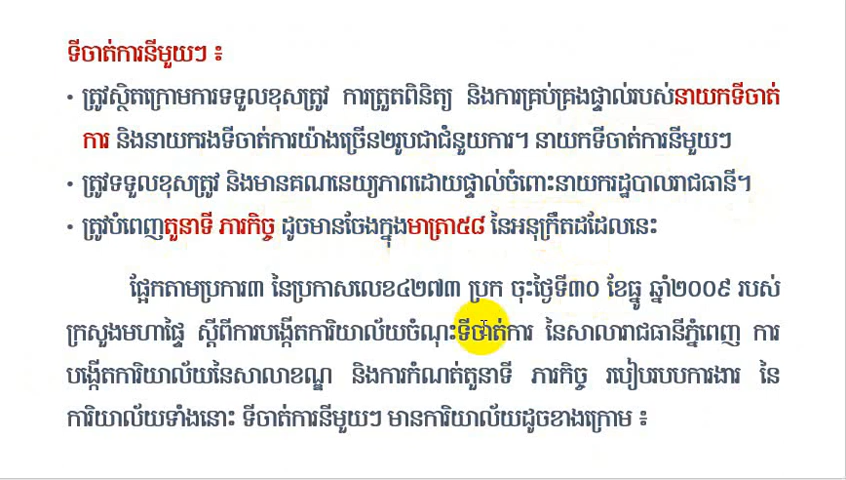 ទីចាត់ការនីមួយៗ ៖
• ត្រូវស្ថិតក្រោមការទទួលខុសត្រូវ ការត្រួតពិនិត្យ និងការគ្រប់គ្រងផ្ទាល់របស់នាយកទីចាត់
ការ និងនាយករងទីចាត់ការយ៉ាងច្រើន២រូបជាជំនួយការ។ នាយកទីចាត់ការនីមួយៗ
• ត្រូវទទួលខុសត្រូវ និងមានគណនេយ្យភាពដោយផ្ទាល់ចំពោះនាយករដ្ឋបាលរាជធានី។
• ត្រូវបំពេញតួនាទី ភារកិច្ច ដូចមានចែងក្នុងមាត្រា៥៨ នៃអនុក្រឹតដដែលនេះ
ផ្អែកតាមប្រការ៣ នៃប្រកាសលេខ៤២៧៣ ប្រក ចុះថ្ងៃទី៣០ ខែធ្នូ ឆ្នាំ២០០៩ របស់
ក្រសួងមហាផ្ទៃ ស្តីពីការបង្កើតការិយាល័យចំណុះទីចាត់ការ នៃសាលារាជធានីភ្នំពេញ ការ
បង្កើតការិយាល័យនៃសាលាខណ្ឌ និងការកំណត់តួនាទី ភារកិច្ច របៀបរបបការងារ នៃ
ការិយាល័យទាំងនោះ ទីចាត់ការនីមួយៗ មានការិយាល័យដូចខាងក្រោម ៖